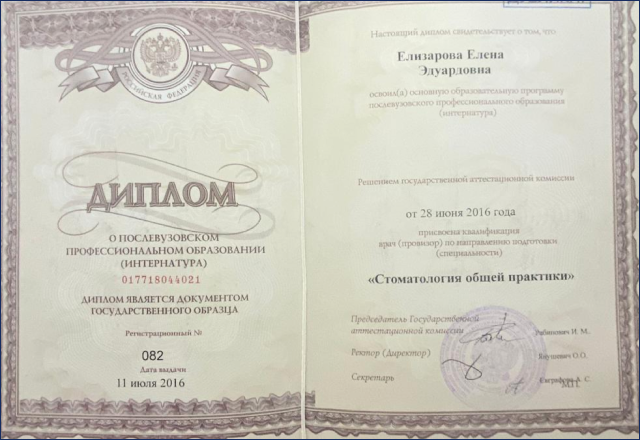 РОССИЙСКАЯ ФЕДЕРАЦИЯ
ДИПЛОМ
О ПОСЛЕВУЗОВСКОМ
ПРОФЕССИОНАЛЬНОМ ОБРАЗОВАНИИ
(ИНТЕРНАТУРА)
017718044021
ДИПЛОМ ЯВЛЯЕТСЯ ДОКУМЕНТОМ
ГОСУДАРСТВЕННОГО ОБРАЗЦА
Регистрационный №
082
Дата выдачи
11 июля 2016
Настоящий диплом свидетельствует о том, что
Елизарова Елена
Эдуардовна
освоил(а) основную образовательную программу
послевузовского профессионального образования
(интернатура)
Решением государственной аттестационной комиссии
от 28 июня 2016 года
присвоена квалификация
врач (провизор) по направлению подготовки
(специальности)
«Стоматология общей практики»
Председатель Государственной
аттестационной комиссии Рабинович И. М.
Ректор (Директор) Янушевич О.О.
Секретарь А. С.
М.П.